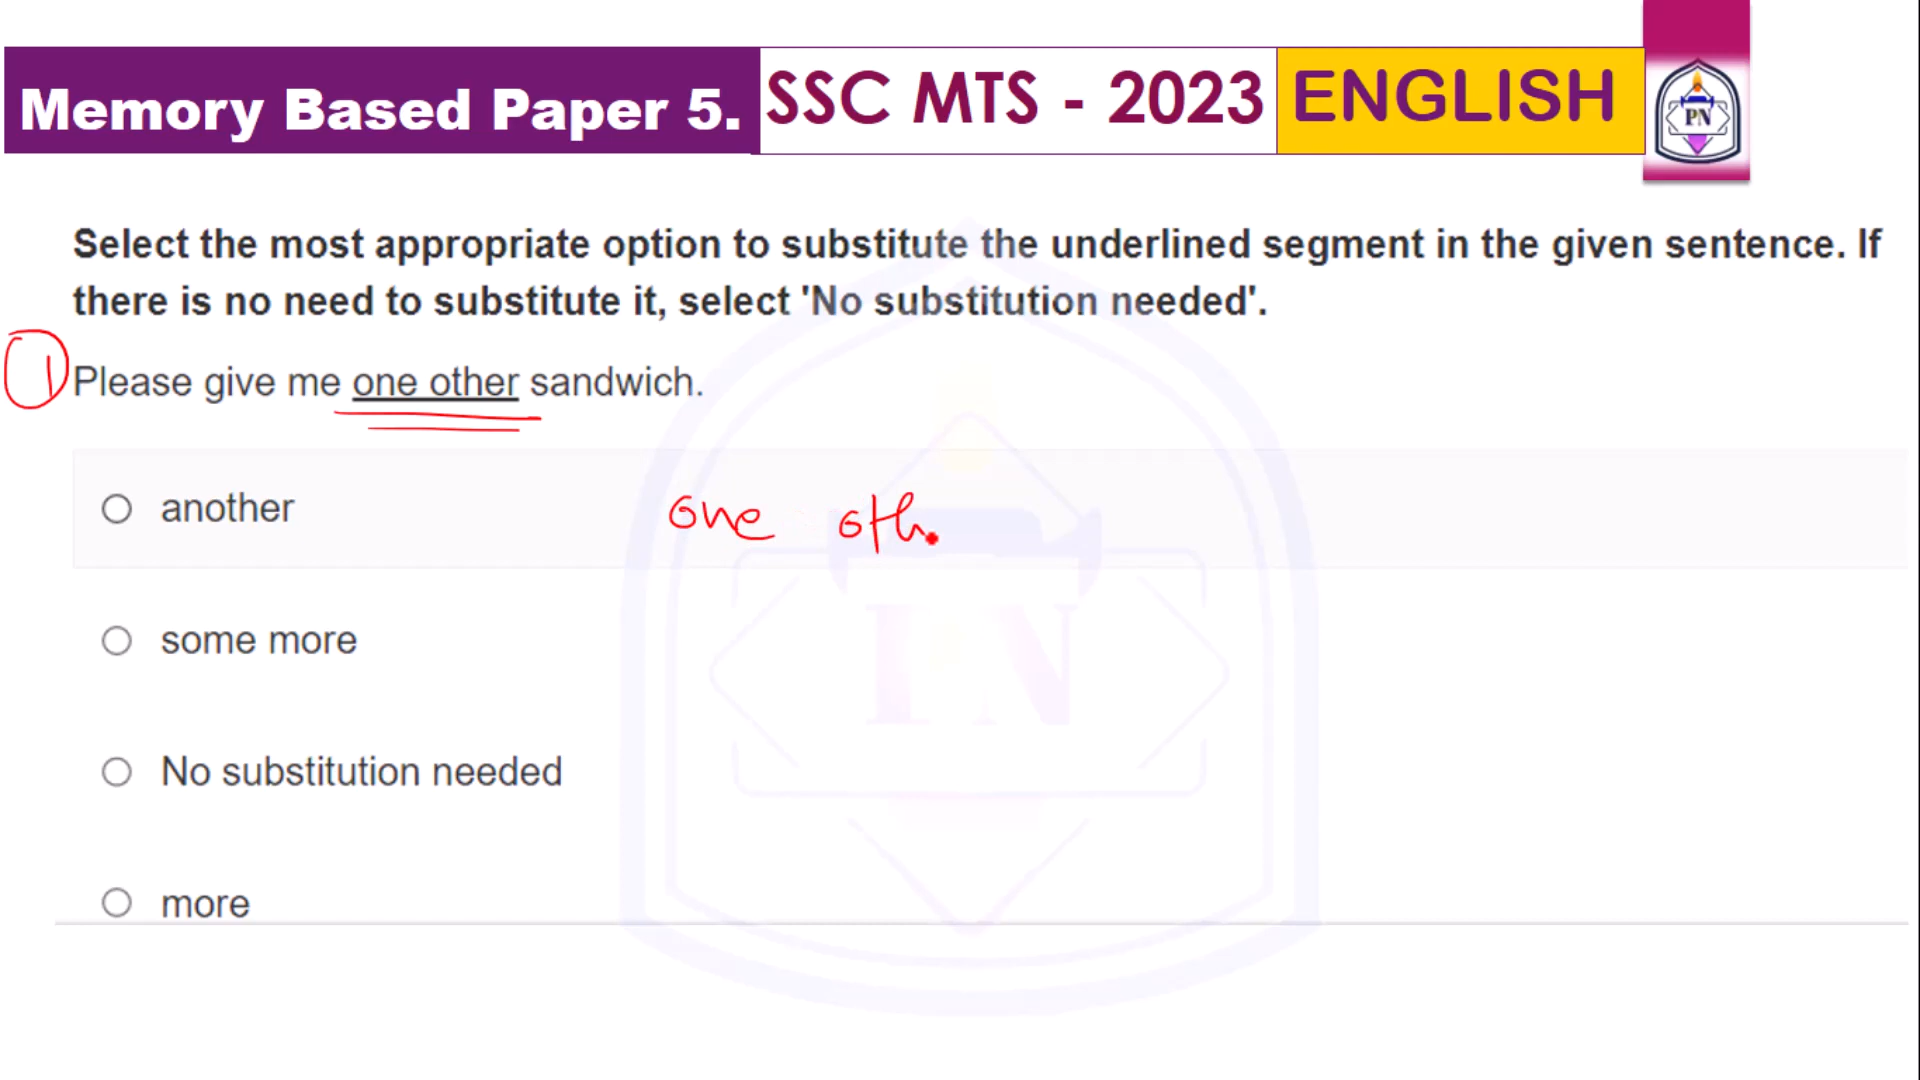 Memory Based Paper 5. SSC MTS - 2023 ENGLISH
PN
Select the most appropriate option to substitute the underlined segment in the given sentence. If
there is no need to substitute it, select 'No substitution needed'.
1 Please give me one other sandwich.
another
one oth
some more
PN
No substitution needed
more